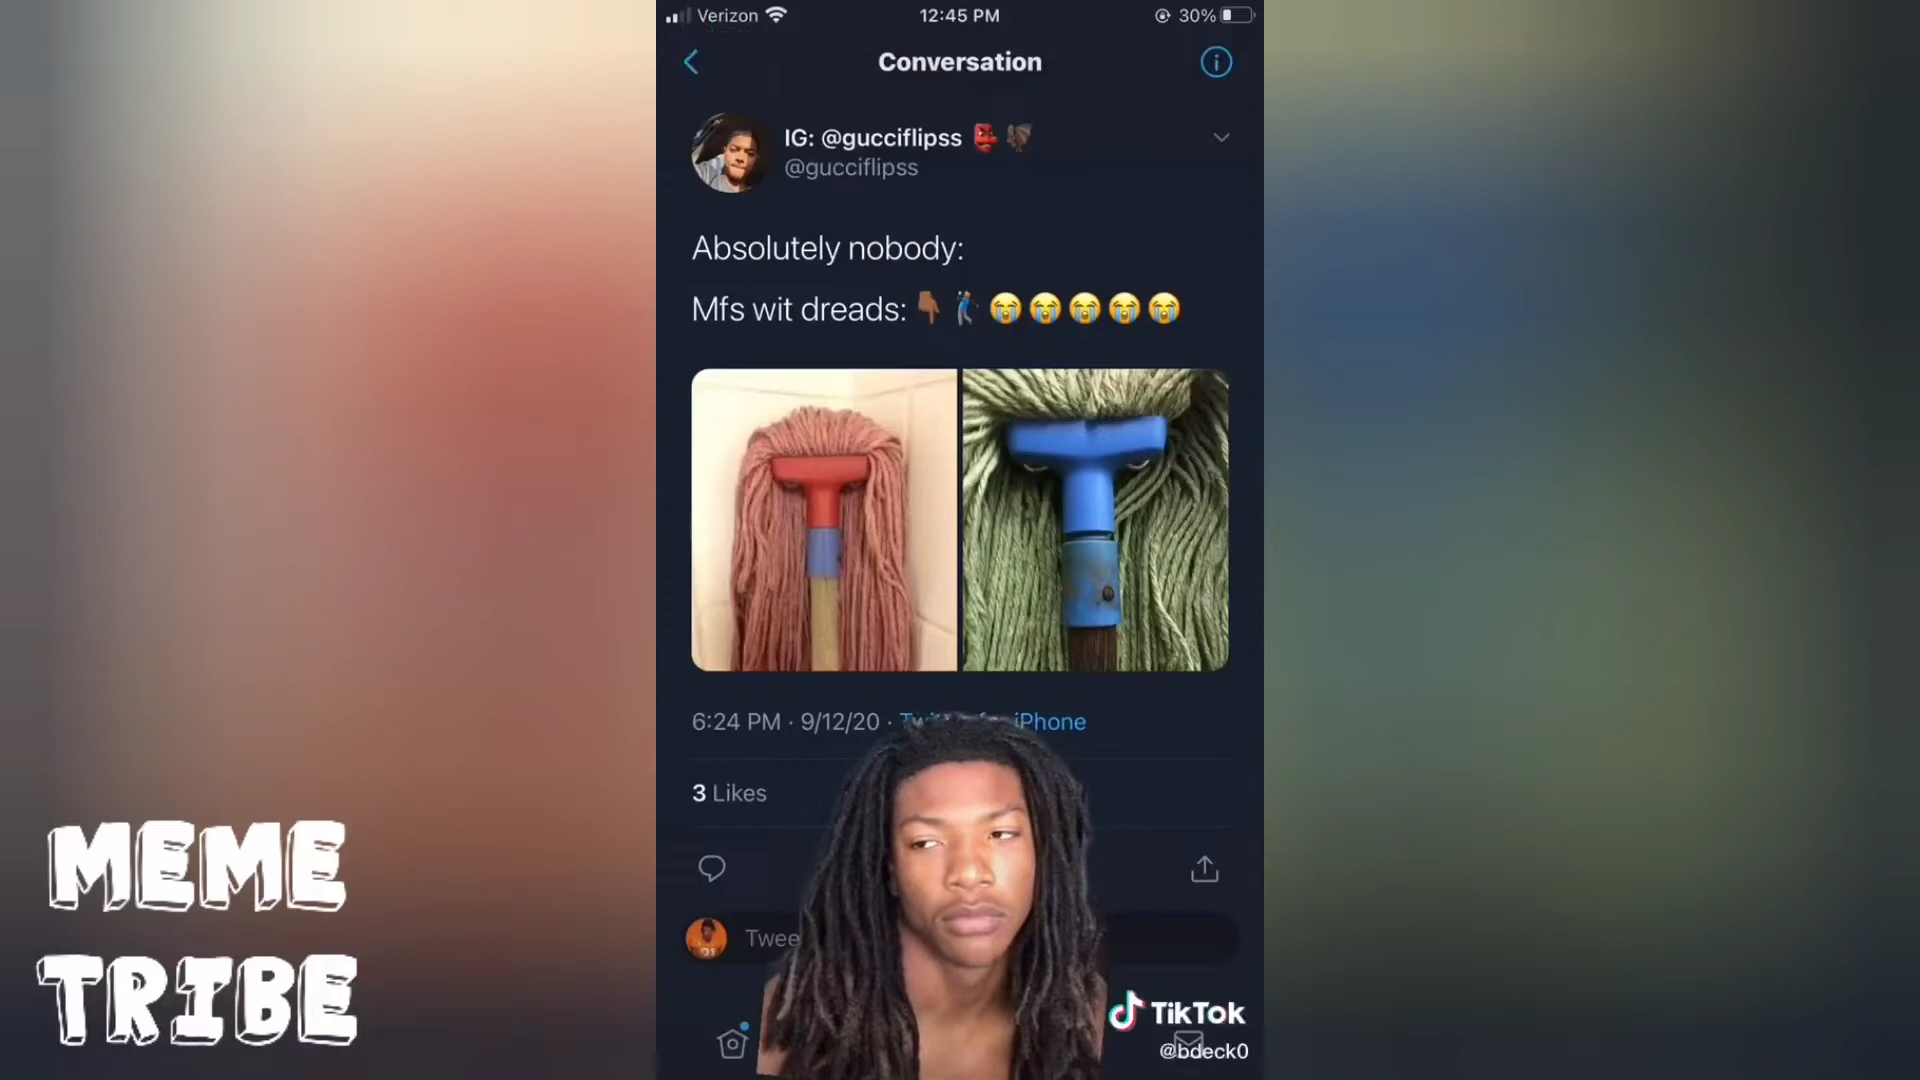 Verizon 12:45 PM 30%
Conversation
IG: @gucciflipss 👺 🦇
@gucciflipss
Absolutely nobody:
Mfs wit dreads: 👇🏾 🏌🏾 😭😭😭😭😭
6:24 PM · 9/12/20 · iPhone
3 Likes
MEME
TRIBE
TikTok
@bdeck0